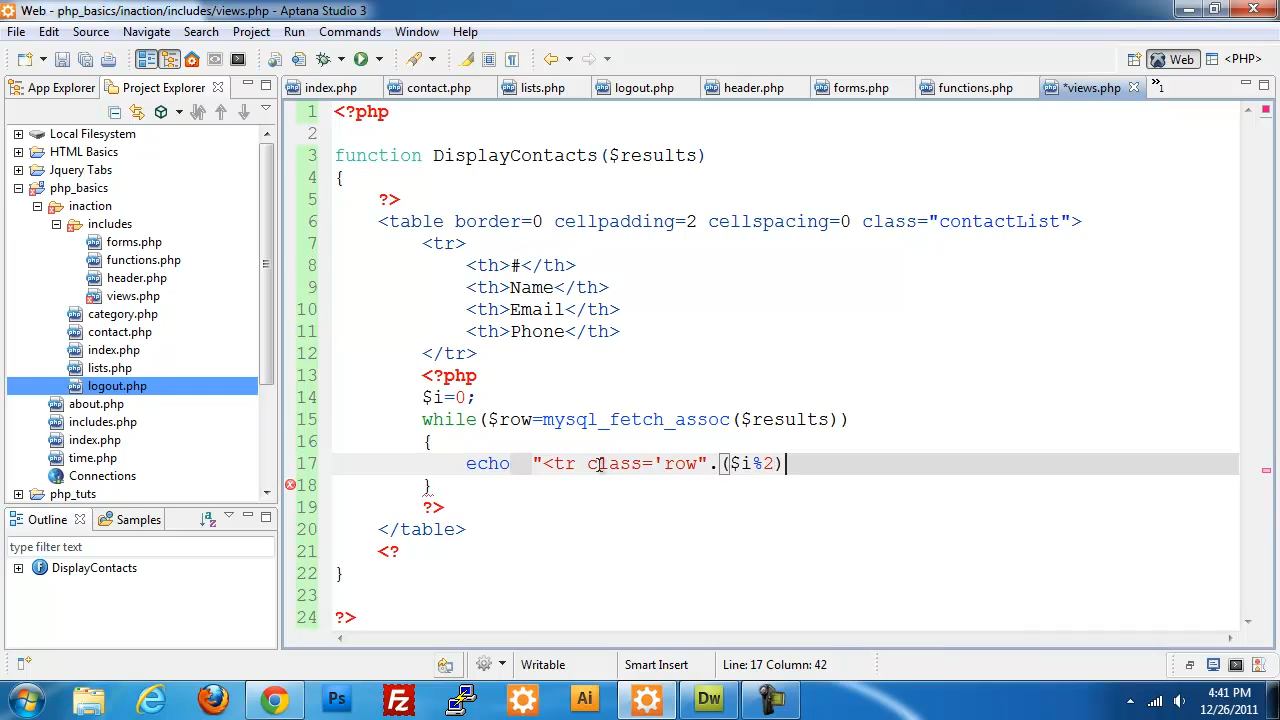 Web - php_basics/inaction/includes/views.php - Aptana Studio 3
File Edit Source Navigate Search Project Run Commands Window Help
Web <PHP>
App Explorer Project Explorer
index.php contact.php lists.php logout.php header.php forms.php functions.php *views.php »1
Local Filesystem
HTML Basics
Jquery Tabs
php_basics
inaction
includes
forms.php
functions.php
header.php
views.php
category.php
contact.php
index.php
lists.php
logout.php
about.php
includes.php
index.php
time.php
Connections
php_tuts
Outline Samples
type filter text
DisplayContacts
1 <?php
2
3 function DisplayContacts($results)
4 {
5 ?>
6 <table border=0 cellpadding=2 cellspacing=0 class="contactList">
7 <tr>
8 <th>#</th>
9 <th>Name</th>
10 <th>Email</th>
11 <th>Phone</th>
12 </tr>
13 <?php
14 $i=0;
15 while($row=mysql_fetch_assoc($results))
16 {
17 echo "<tr class='row".($i%2)
18 }
19 ?>
20 </table>
21 <?
22 }
23
24 ?>
Writable Smart Insert Line: 17 Column: 42
Ps Fz Ai Dw
4:41 PM
12/26/2011